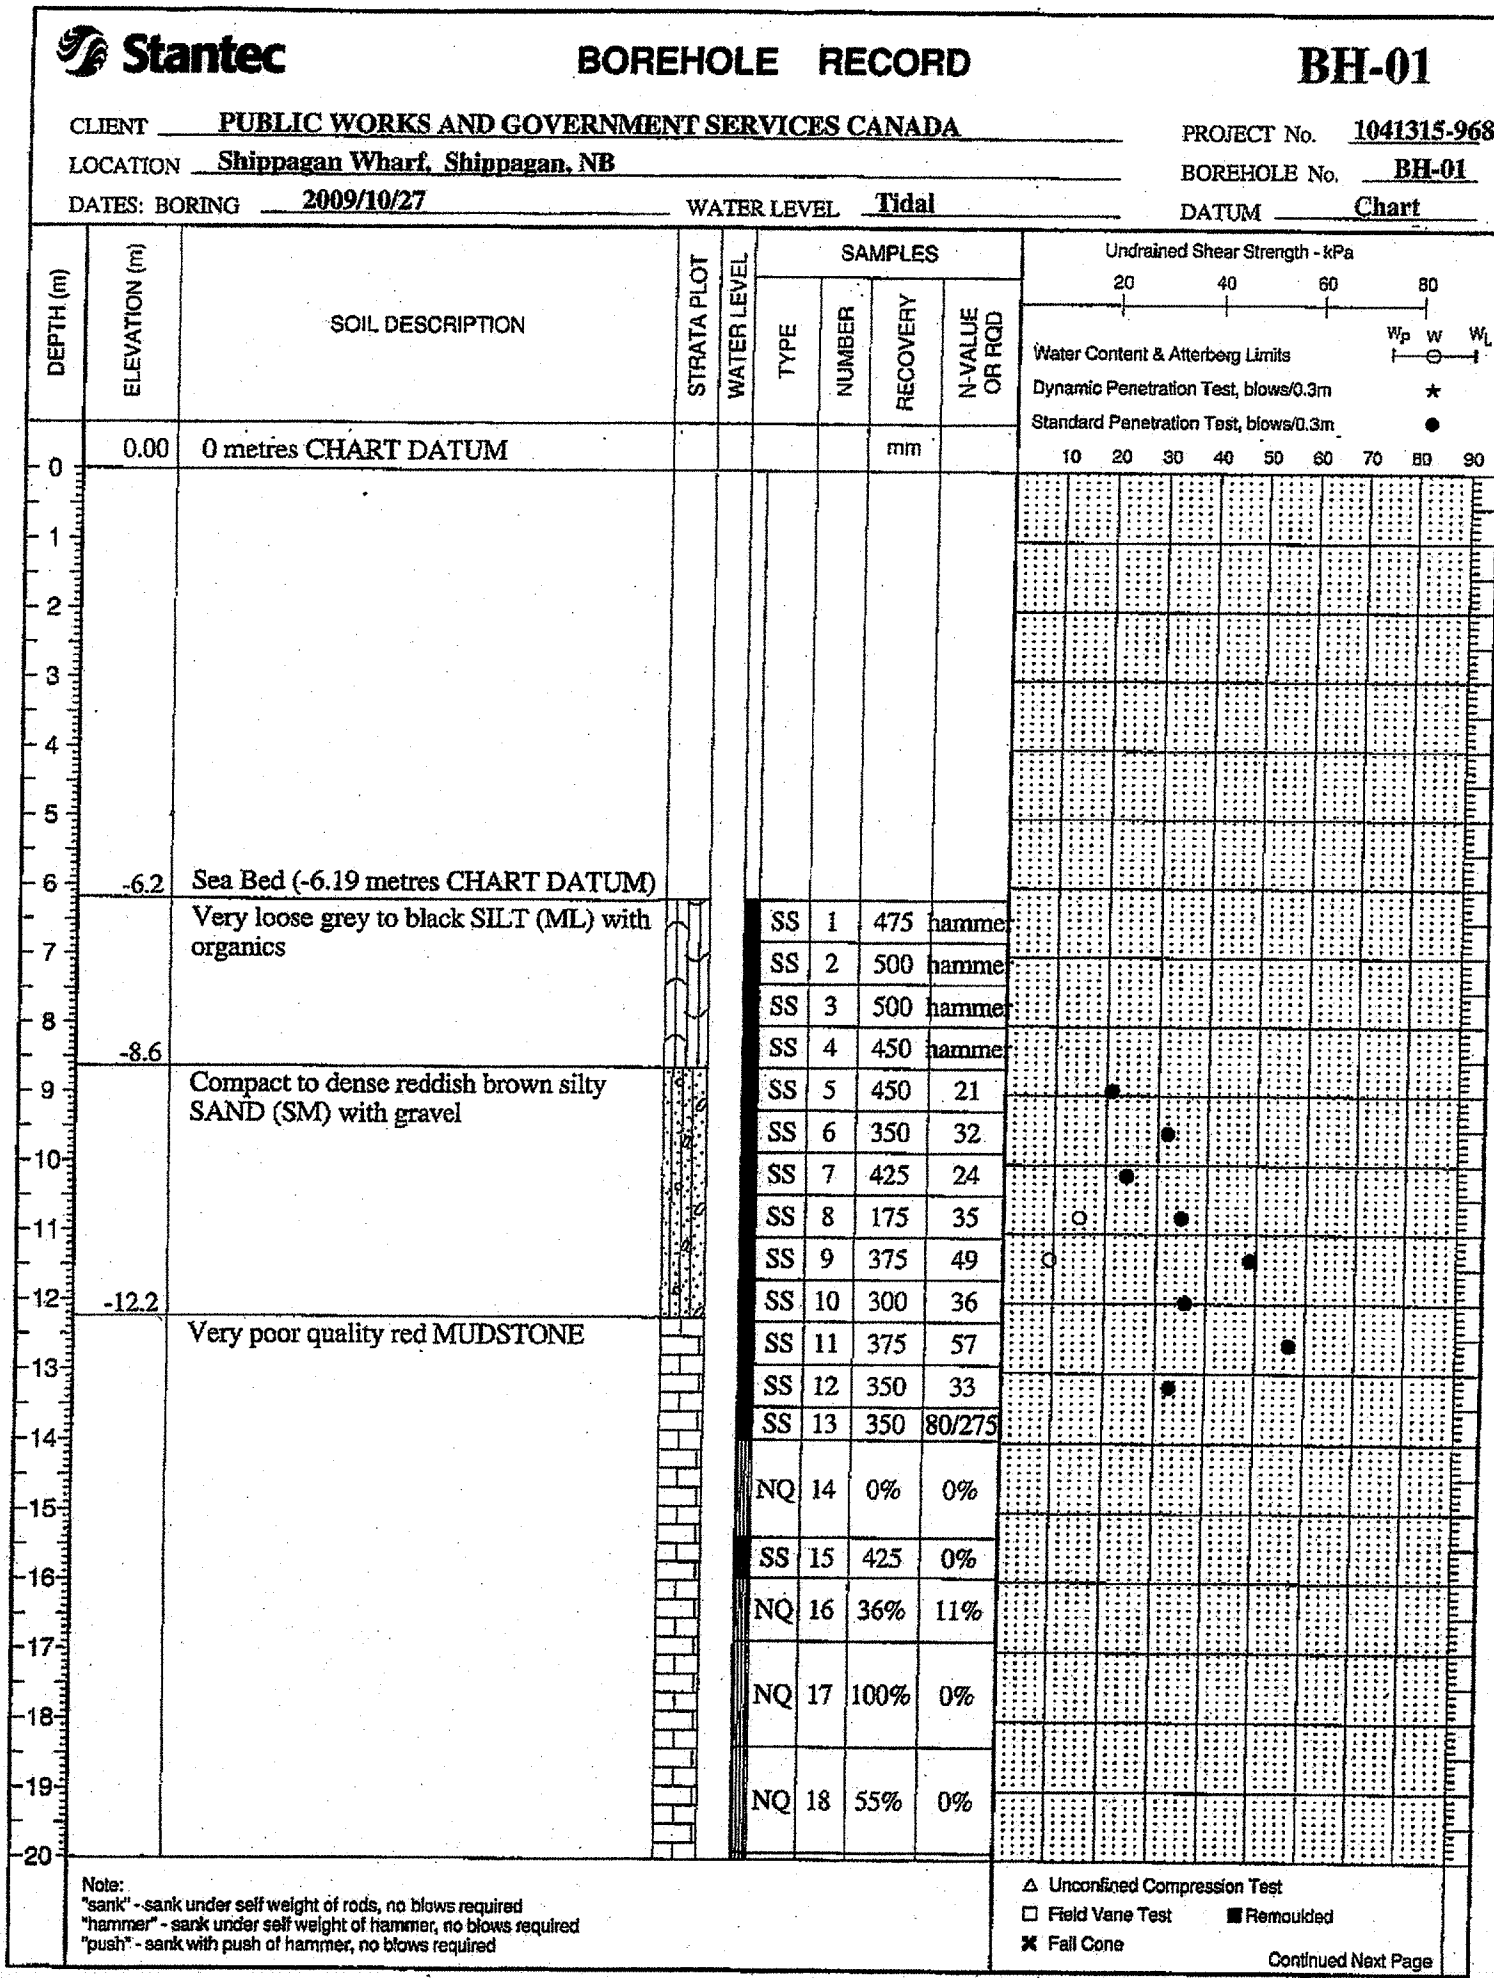 Stantec BOREHOLE RECORD BH-01
CLIENT PUBLIC WORKS AND GOVERNMENT SERVICES CANADA PROJECT No. 1041315-968
LOCATION Shippagan Wharf, Shippagan, NB BOREHOLE No. BH-01
DATES: BORING 2009/10/27 WATER LEVEL Tidal DATUM Chart
DEPTH (m)
ELEVATION (m)
SOIL DESCRIPTION
STRATA PLOT
WATER LEVEL
SAMPLES
TYPE
NUMBER
RECOVERY
N-VALUE OR RQD
Undrained Shear Strength - kPa
20 40 60 80
Water Content & Atterberg Limits WP W WL
Dynamic Penetration Test, blows/0.3m ★
Standard Penetration Test, blows/0.3m ●
0.00 0 metres CHART DATUM mm
10 20 30 40 50 60 70 80 90
0
1
2
3
4
5
6
-6.2 Sea Bed (-6.19 metres CHART DATUM)
Very loose grey to black SILT (ML) with
organics
SS 1 475 hammer
7
SS 2 500 hamme
SS 3 500 hammer
8
SS 4 450 hammer
-8.6
Compact to dense reddish brown silty
SAND (SM) with gravel
9
SS 5 450 21
SS 6 350 32
10
SS 7 425 24
11
SS 8 175 35
SS 9 375 49
12
-12.2
SS 10 300 36
Very poor quality red MUDSTONE
SS 11 375 57
13
SS 12 350 33
SS 13 350 80/275
14
NQ 14 0% 0%
15
SS 15 425 0%
16
NQ 16 36% 11%
17
NQ 17 100% 0%
18
19
NQ 18 55% 0%
20
Note:
"sank" - sank under self weight of rods, no blows required
"hammer" - sank under self weight of hammer, no blows required
"push" - sank with push of hammer, no blows required
△ Unconfined Compression Test
□ Field Vane Test ■ Remoulded
✖ Fall Cone
Continued Next Page